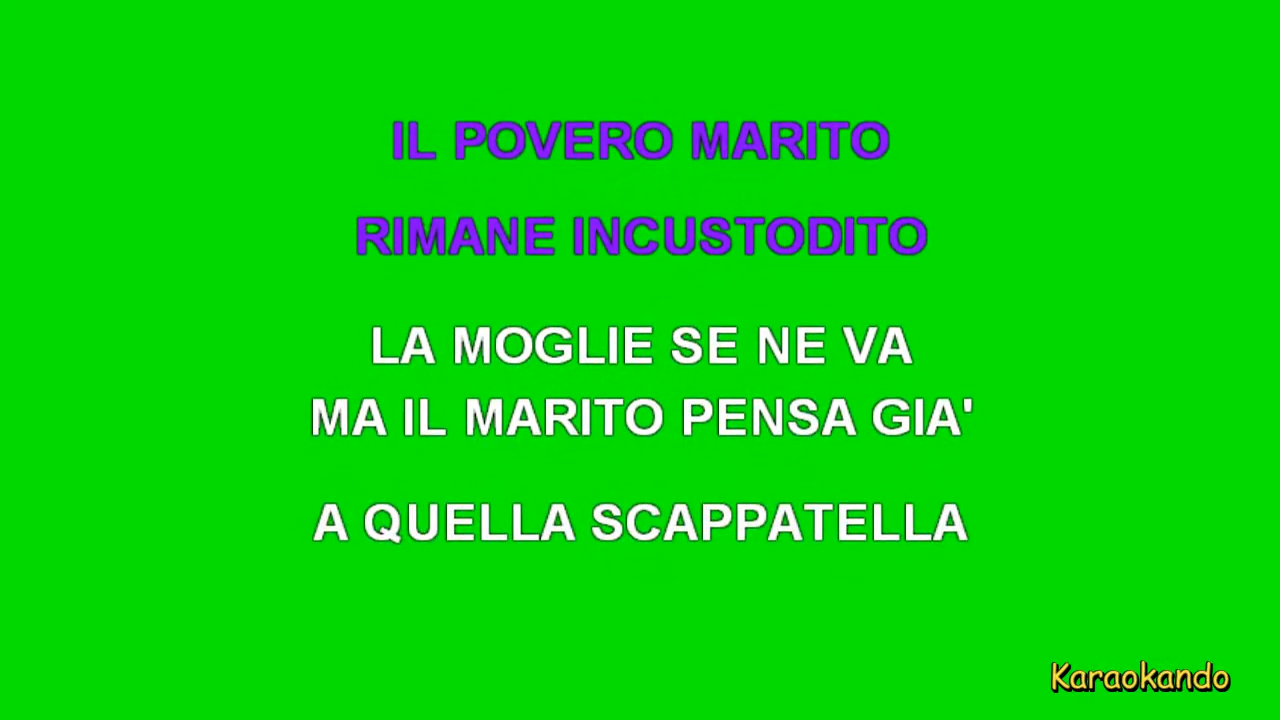 IL POVERO MARITO
RIMANE INCUSTODITO
LA MOGLIE SE NE VA
MA IL MARITO PENSA GIA'
A QUELLA SCAPPATELLA
Karaokando